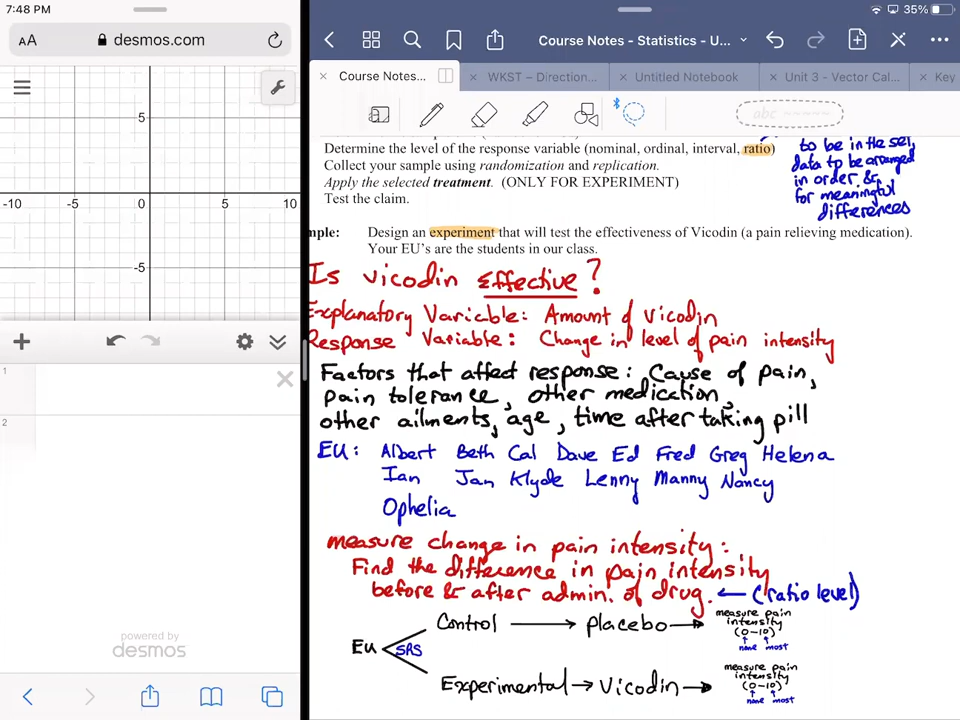 7:48 PM
35%
AA desmos.com
Course Notes - Statistics - U...
Course Notes...
WKST – Direction...
Untitled Notebook
Unit 3 - Vector Cal...
Key
abc
5
-10 -5 0 5 10
-5
1
2
powered by
desmos
Determine the level of the response variable (nominal, ordinal, interval, ratio)
Collect your sample using randomization and replication.
Apply the selected treatment. (ONLY FOR EXPERIMENT)
Test the claim.
to be in the set,
data to be arranged
in order & for meaningful
differences
mple: Design an experiment that will test the effectiveness of Vicodin (a pain relieving medication).
Your EU's are the students in our class.
Is vicodin effective?
Explanatory Variable: Amount of Vicodin
Response Variable: Change in level of pain intensity
Factors that affect response: Cause of pain,
pain tolerance, other medication,
other ailments, age, time after taking pill
EU: Albert Beth Cal Dave Ed Fred Greg Helena
Ian Jan Klyde Lenny Manny Nancy
Ophelia
measure change in pain intensity:
Find the difference in pain intensity
before & after admin. of drug. ← (ratio level)
Control → placebo → measure pain
intensity
(0-10)
none most
EU SRS
Experimental → Vicodin → measure pain
intensity
(0-10)
none most